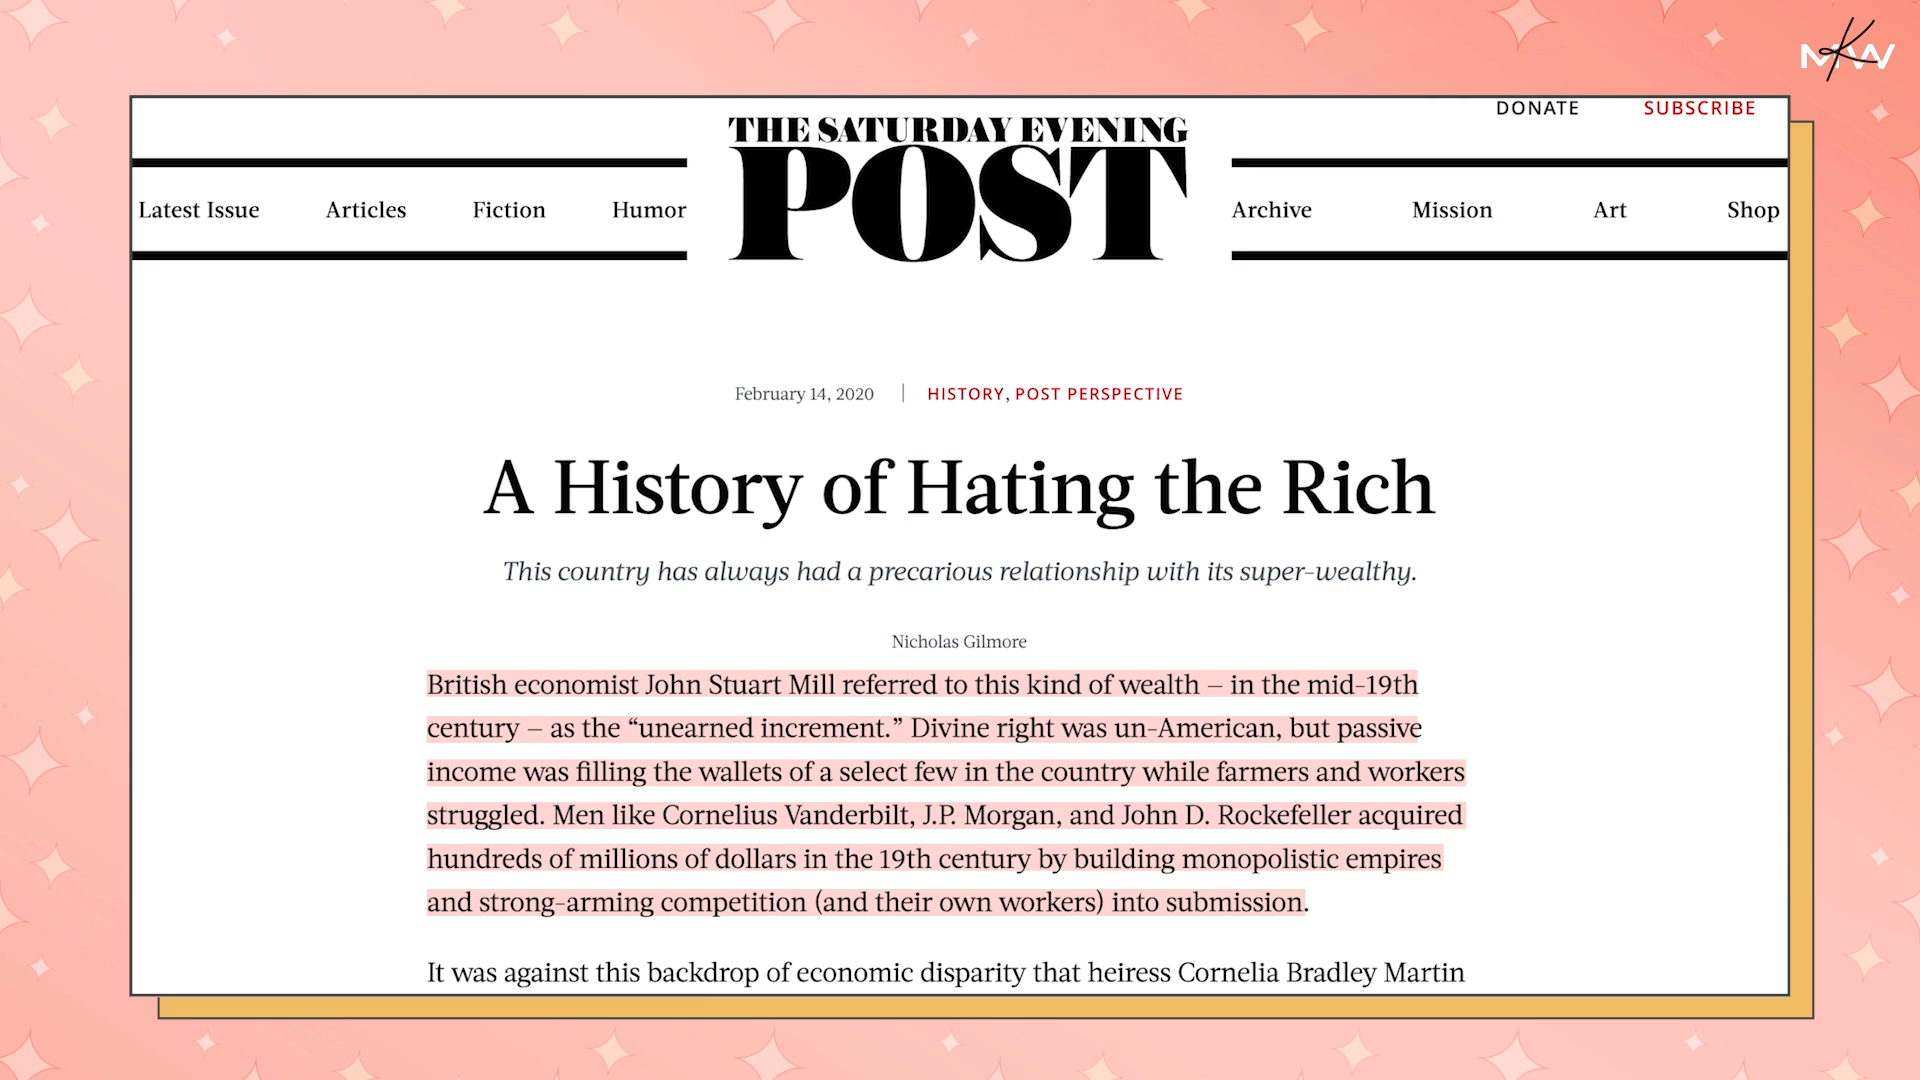 MKW
DONATE SUBSCRIBE
THE SATURDAY EVENING
POST
Latest Issue Articles Fiction Humor Archive Mission Art Shop
February 14, 2020 | HISTORY, POST PERSPECTIVE
A History of Hating the Rich
This country has always had a precarious relationship with its super-wealthy.
Nicholas Gilmore
British economist John Stuart Mill referred to this kind of wealth – in the mid-19th
century – as the “unearned increment.” Divine right was un-American, but passive
income was filling the wallets of a select few in the country while farmers and workers
struggled. Men like Cornelius Vanderbilt, J.P. Morgan, and John D. Rockefeller acquired
hundreds of millions of dollars in the 19th century by building monopolistic empires
and strong-arming competition (and their own workers) into submission.
It was against this backdrop of economic disparity that heiress Cornelia Bradley Martin